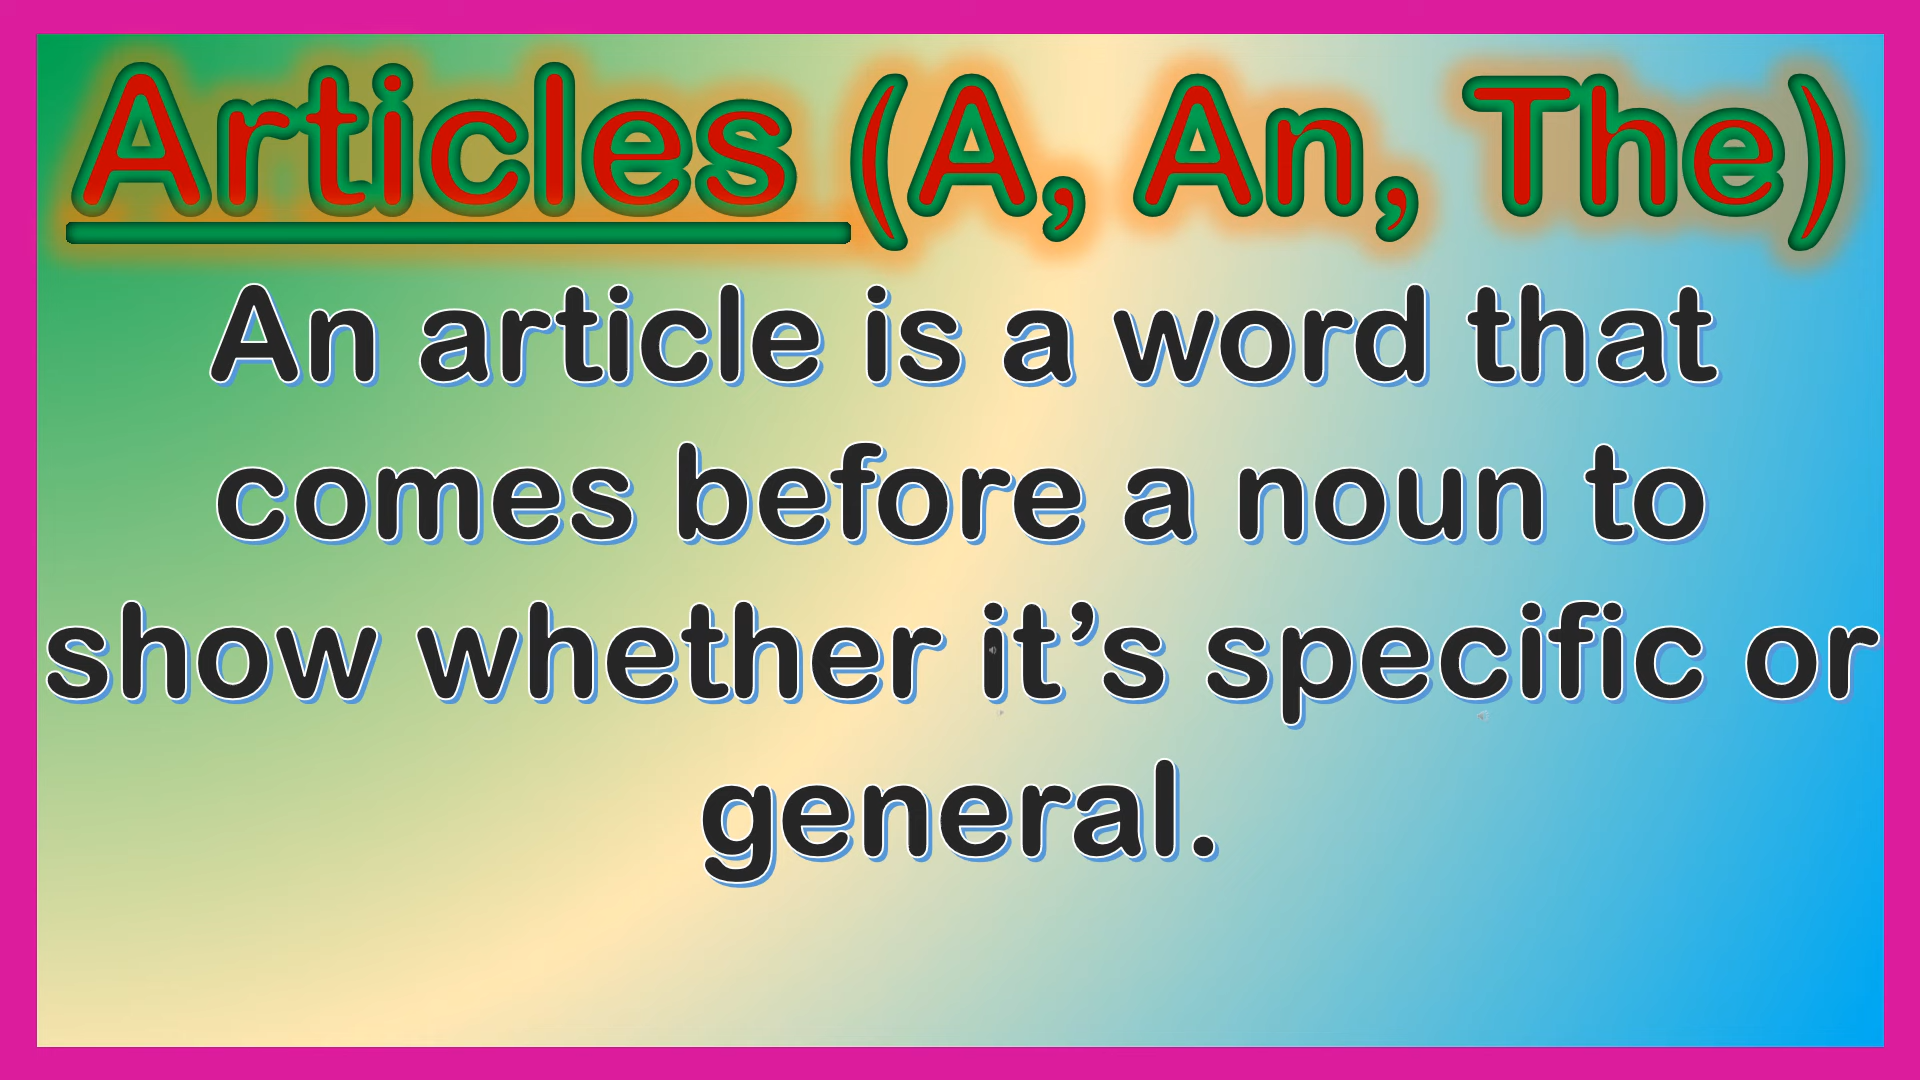 Articles (A, An, The)
An article is a word that
comes before a noun to
show whether it’s specific or
general.